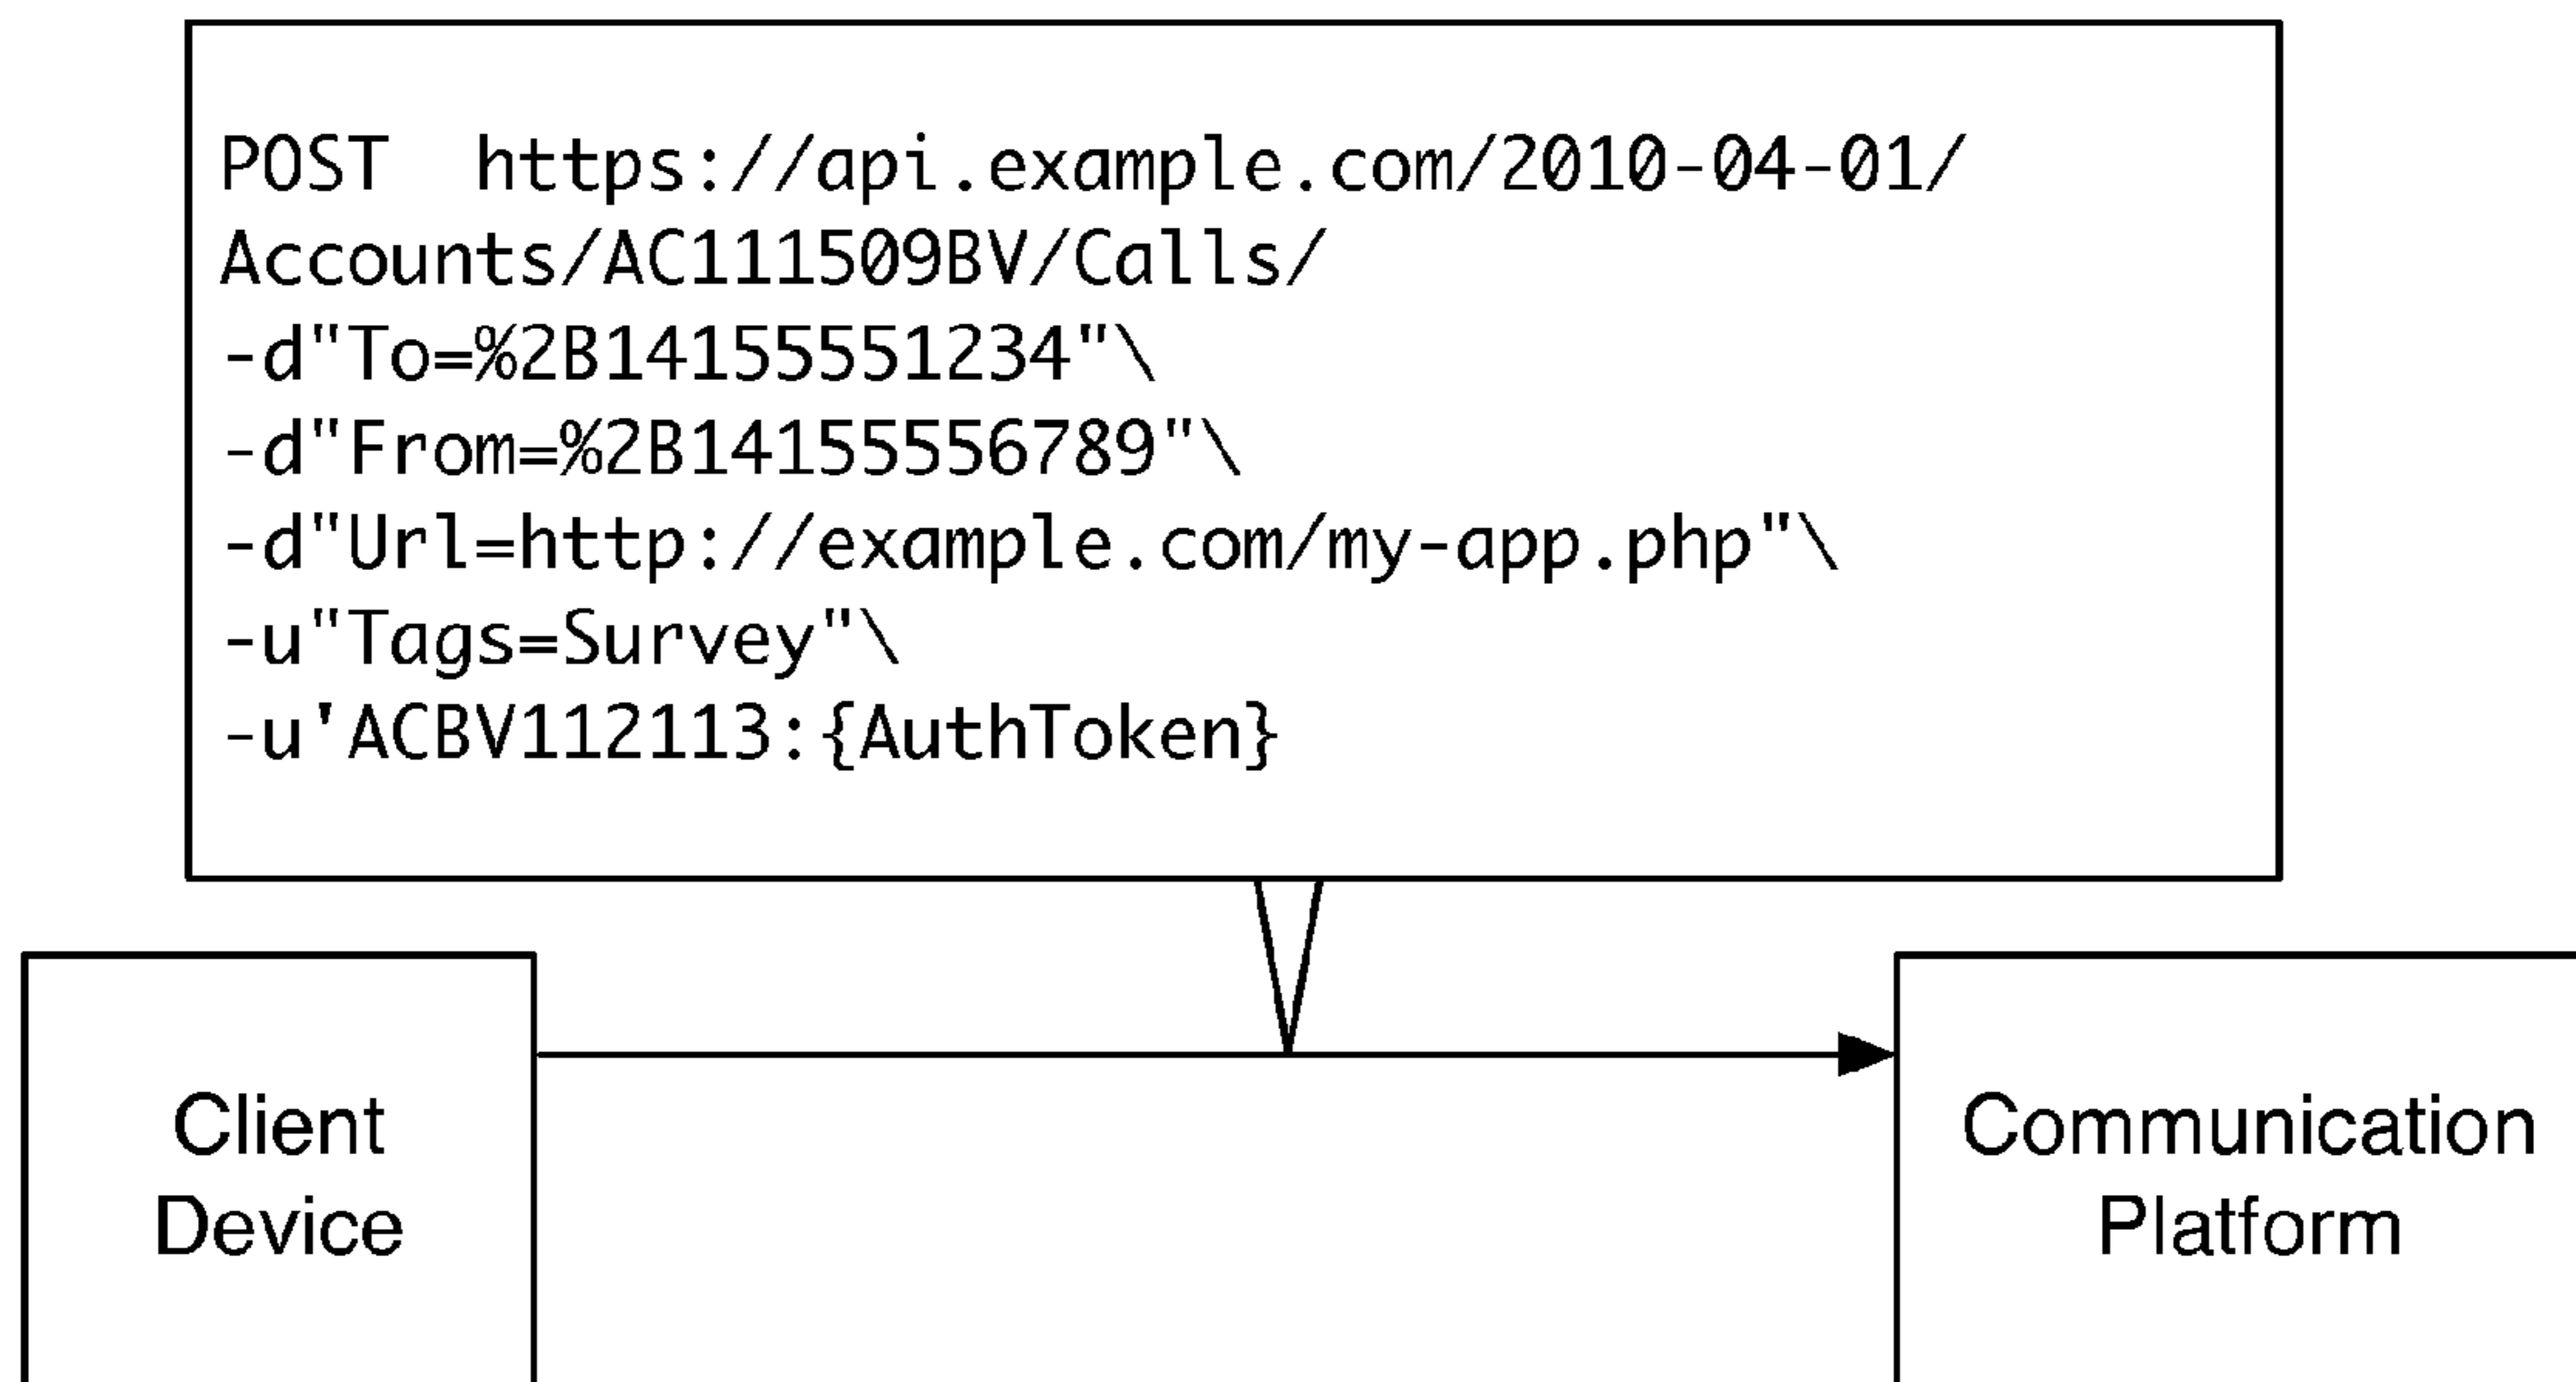 POST  https://api.example.com/2010-04-01/
Accounts/AC111509BV/Calls/
-d"To=%2B14155551234"\
-d"From=%2B14155556789"\
-d"Url=http://example.com/my-app.php"\
-u"Tags=Survey"\
-u'ACBV112113:{AuthToken}
Client
Device
Communication
Platform